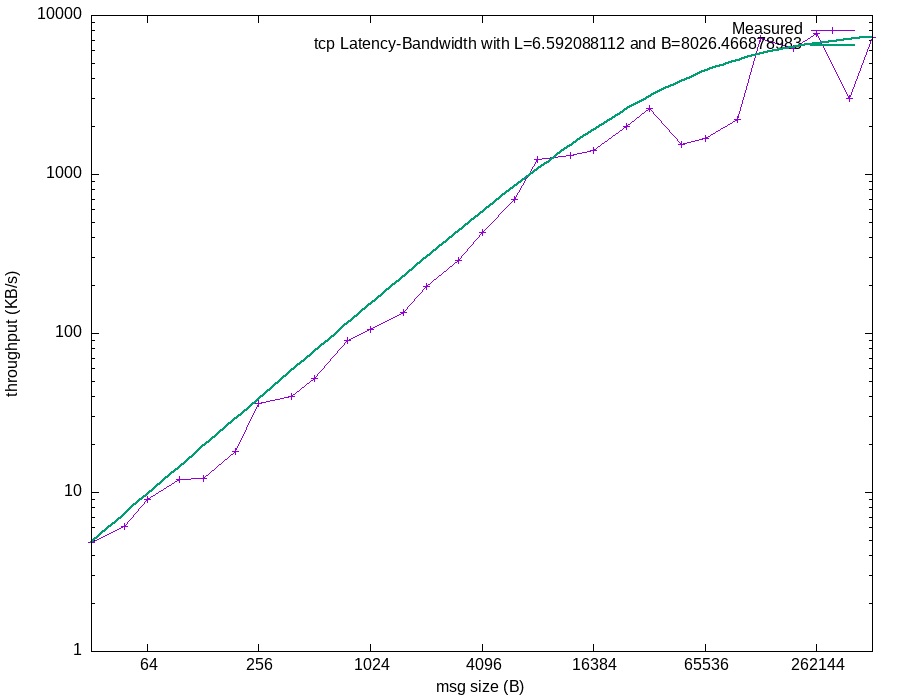 10000
Measured
tcp Latency-Bandwidth with L=6.592088112 and B=8026.466878983
1000
100
10
1
throughput (KB/s)
64 256 1024 4096 16384 65536 262144
msg size (B)